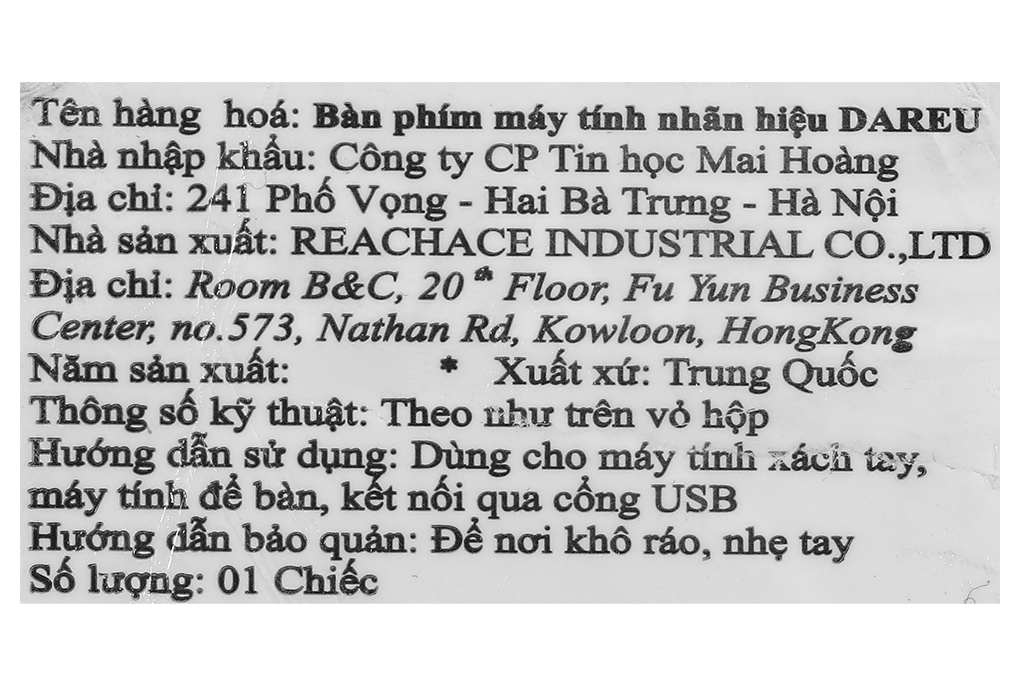 Tên hàng hoá: Bàn phím máy tính nhãn hiệu DAREU
Nhà nhập khẩu: Công ty CP Tin học Mai Hoàng
Địa chỉ: 241 Phố Vọng - Hai Bà Trưng - Hà Nội
Nhà sản xuất: REACHACE INDUSTRIAL CO.,LTD
Địa chỉ: Room B&C, 20 th Floor, Fu Yun Business
Center, no.573, Nathan Rd, Kowloon, HongKong
Năm sản xuất: * Xuất xứ: Trung Quốc
Thông số kỹ thuật: Theo như trên vỏ hộp
Hướng dẫn sử dụng: Dùng cho máy tính xách tay,
máy tính để bàn, kết nối qua cổng USB
Hướng dẫn bảo quản: Để nơi khô ráo, nhẹ tay
Số lượng: 01 Chiếc